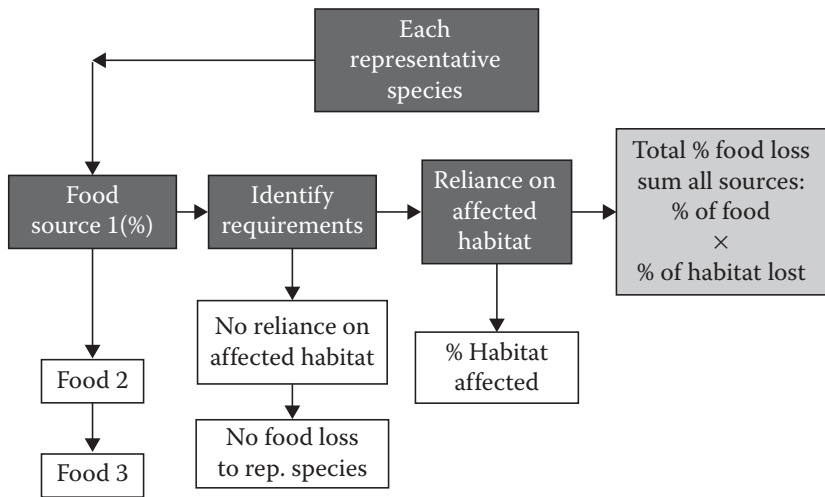 Each
representative
species
Food
source 1(%)
Identify
requirements
Reliance on
affected
habitat
Total % food loss
sum all sources:
% of food
×
% of habitat lost
No reliance on
affected habitat
% Habitat
affected
Food 2
No food loss
to rep. species
Food 3